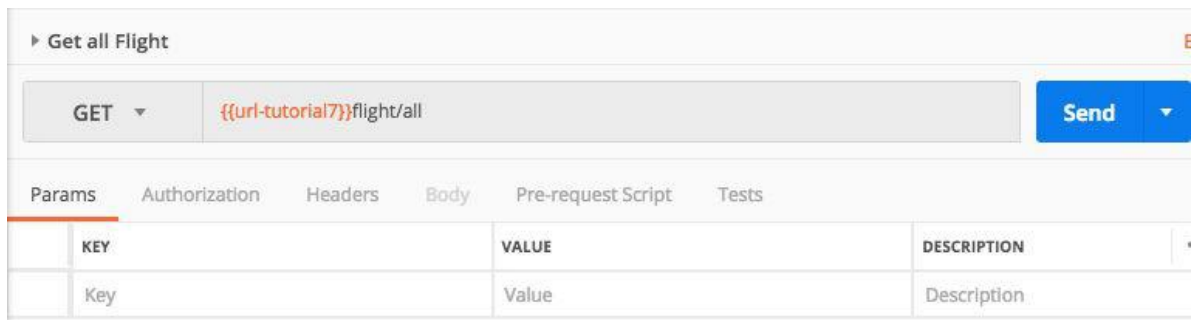 Get all Flight
GET {{url-tutorial7}}flight/all Send
Params Authorization Headers Body Pre-request Script Tests
KEY VALUE DESCRIPTION
Key Value Description